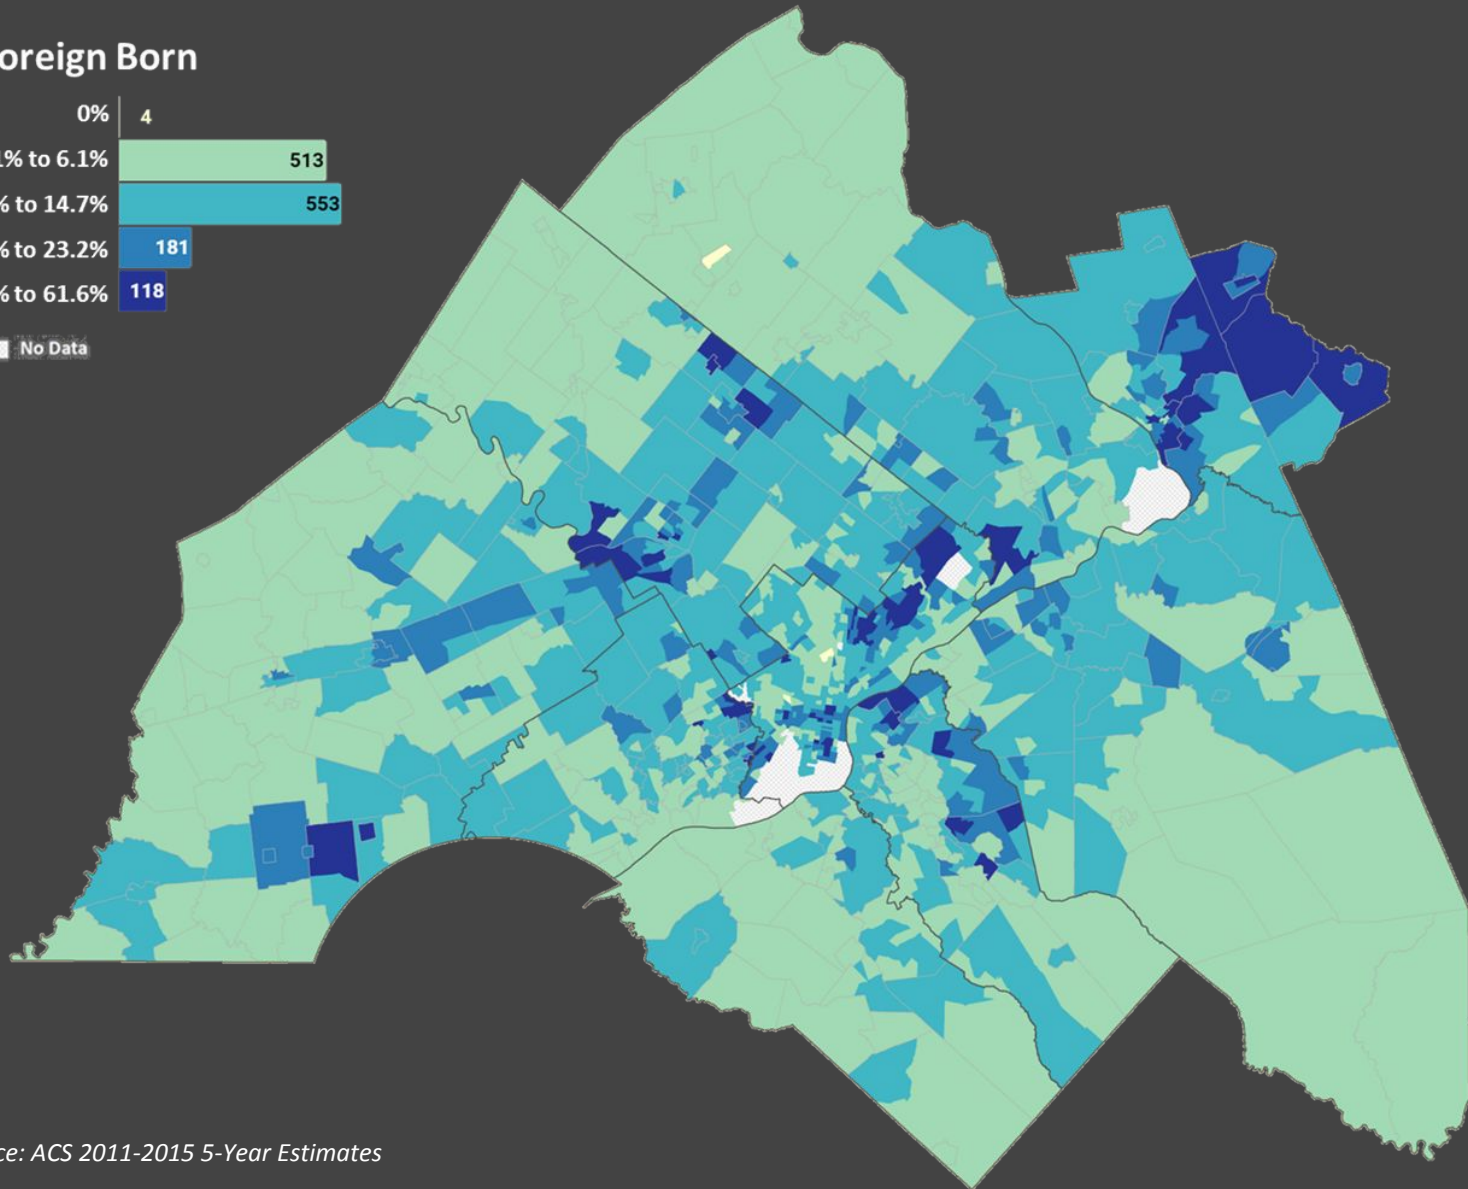 oreign Born
0% 4
1% to 6.1% 513
% to 14.7% 553
% to 23.2% 181
% to 61.6% 118
No Data
ce: ACS 2011-2015 5-Year Estimates